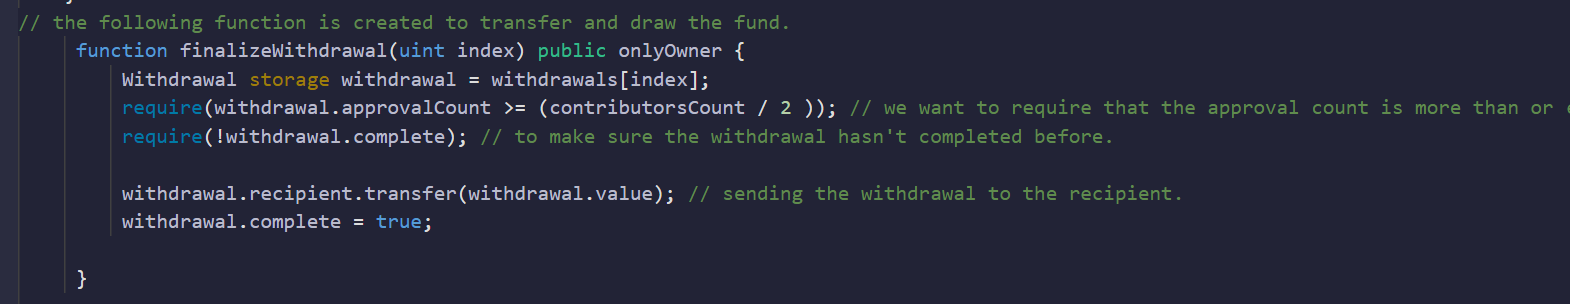 // the following function is created to transfer and draw the fund.
function finalizeWithdrawal(uint index) public onlyOwner {
Withdrawal storage withdrawal = withdrawals[index];
require(withdrawal.approvalCount >= (contributorsCount / 2 )); // we want to require that the approval count is more than or
require(!withdrawal.complete); // to make sure the withdrawal hasn't completed before.
withdrawal.recipient.transfer(withdrawal.value); // sending the withdrawal to the recipient.
withdrawal.complete = true;
}